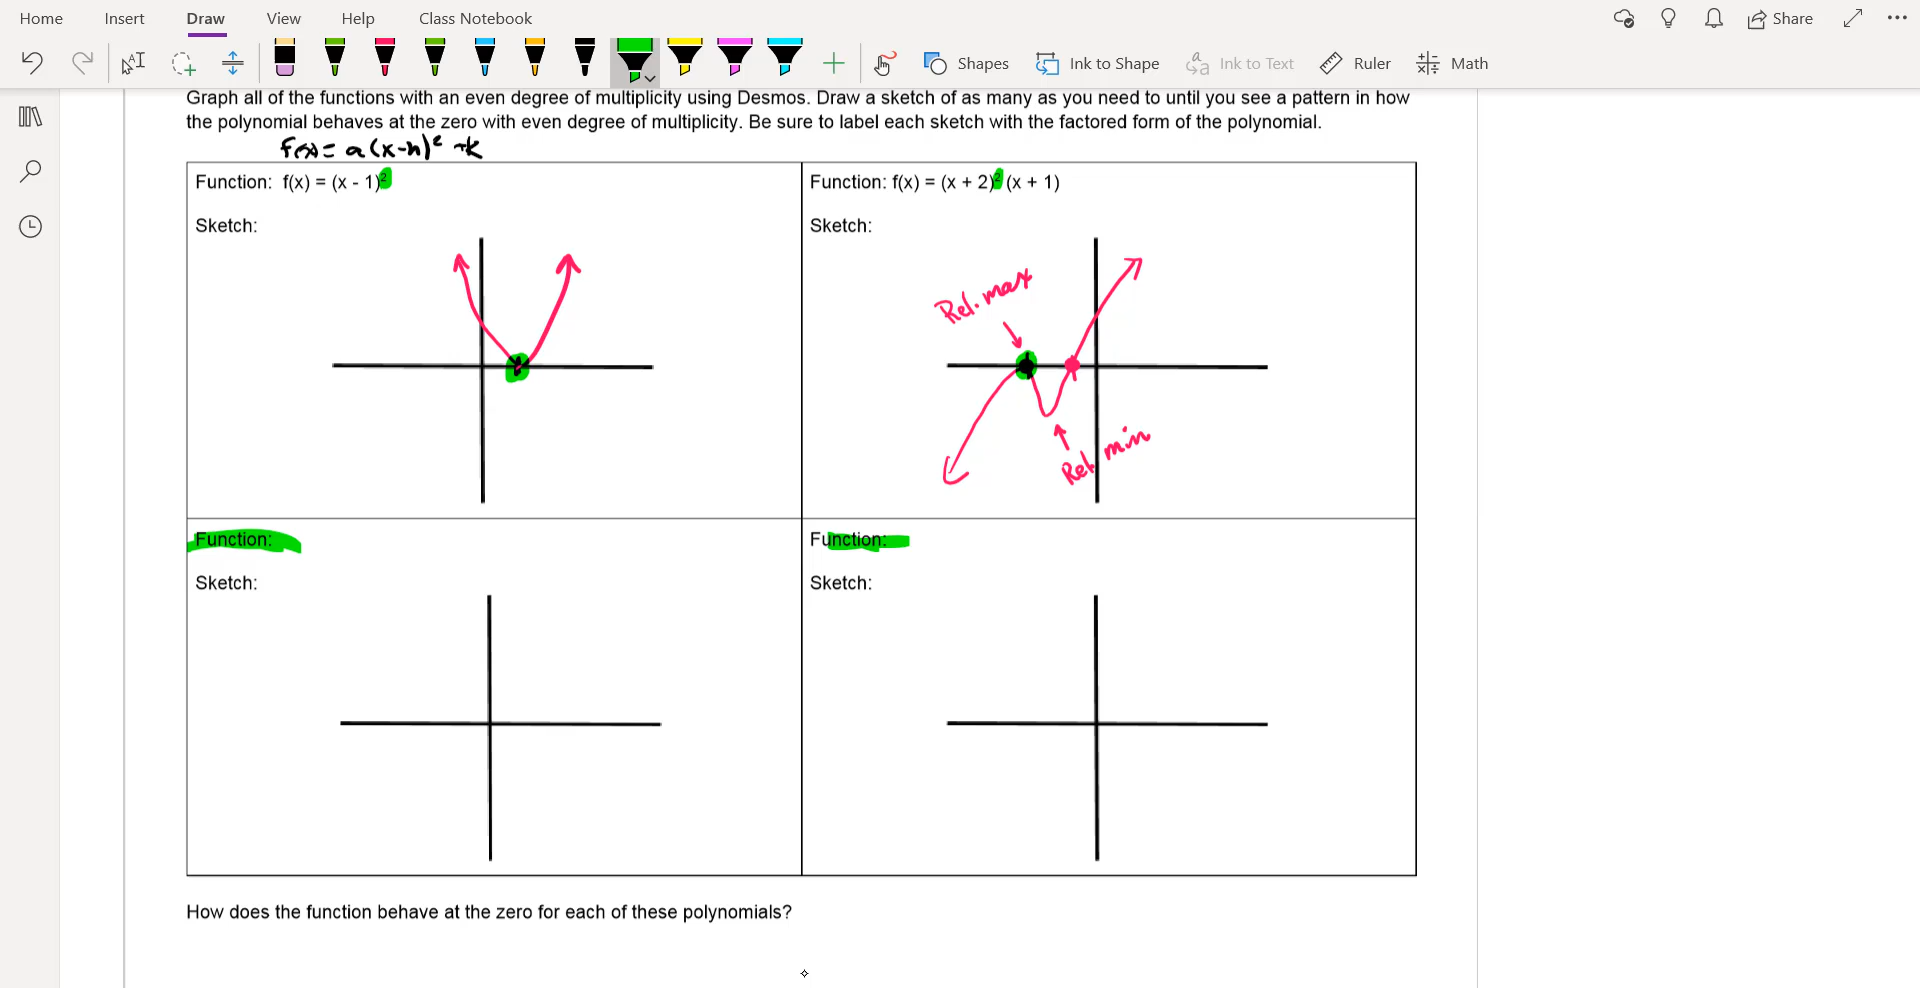 Home Insert Draw View Help Class Notebook Share
Shapes Ink to Shape Ink to Text Ruler Math
Graph all of the functions with an even degree of multiplicity using Desmos. Draw a sketch of as many as you need to until you see a pattern in how
the polynomial behaves at the zero with even degree of multiplicity. Be sure to label each sketch with the factored form of the polynomial.
f(x) = a(x-h)² +k
Function: f(x) = (x - 1)²
Sketch:
Function: f(x) = (x + 2)² (x + 1)
Sketch:
Rel. max
Rel. min
Function:
Sketch:
Function:
Sketch:
How does the function behave at the zero for each of these polynomials?